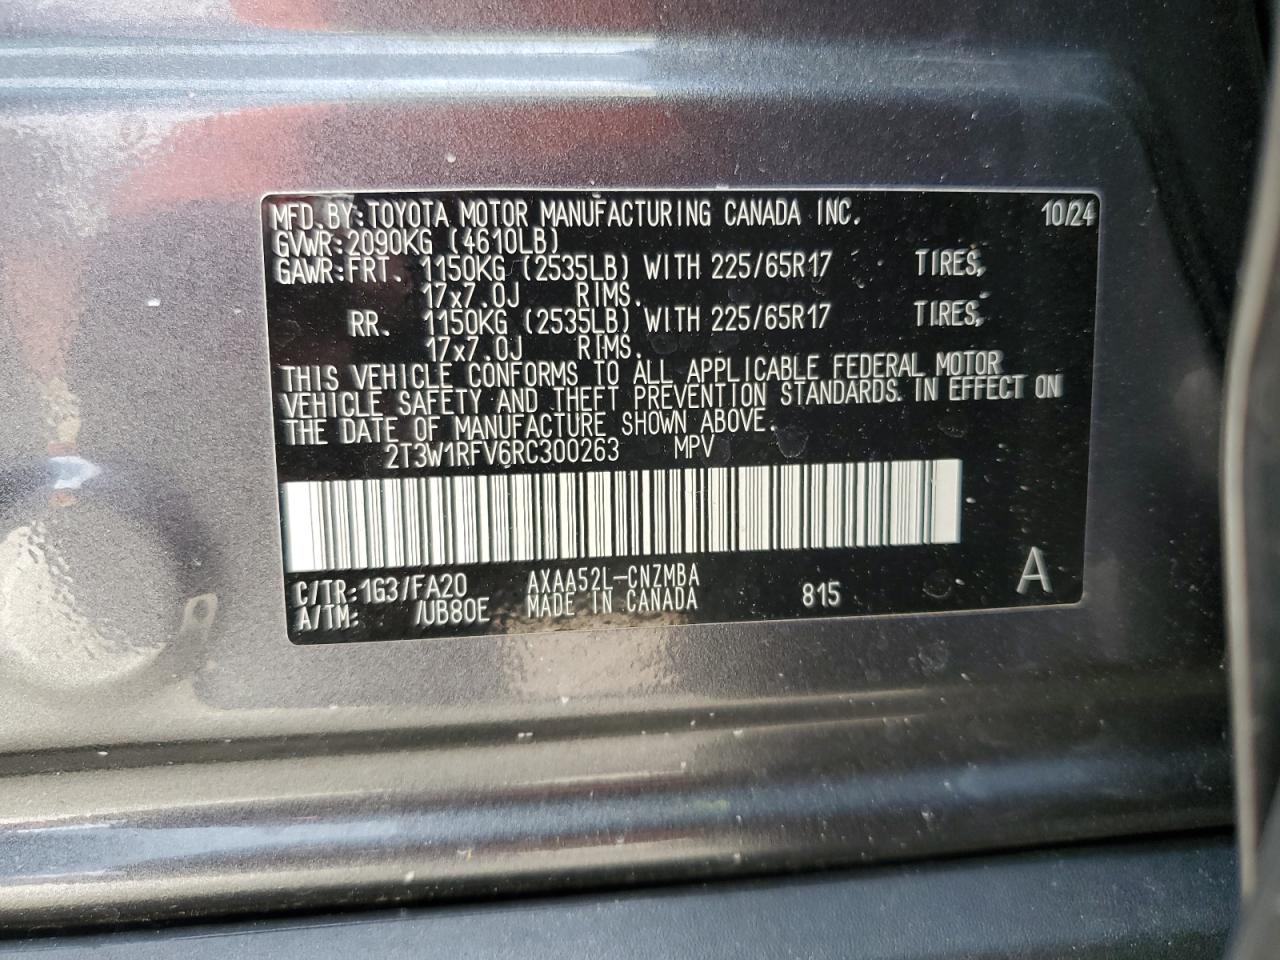 MFD.BY:TOYOTA MOTOR MANUFACTURING CANADA INC. 10/24
GVWR:2090KG (4610LB)
GAWR:FRT. 1150KG (2535LB) WITH 225/65R17 TIRES,
17x7.0J RIMS.
RR. 1150KG (2535LB) WITH 225/65R17 TIRES,
17x7.0J RIMS.
THIS VEHICLE CONFORMS TO ALL APPLICABLE FEDERAL MOTOR
VEHICLE SAFETY AND THEFT PREVENTION STANDARDS IN EFFECT ON
THE DATE OF MANUFACTURE SHOWN ABOVE.
2T3W1RFV6RC300263 MPV
C/TR:1G3/FA20 AXAA52L-CNZMBA 815 A
A/TM: /UB80E MADE IN CANADA